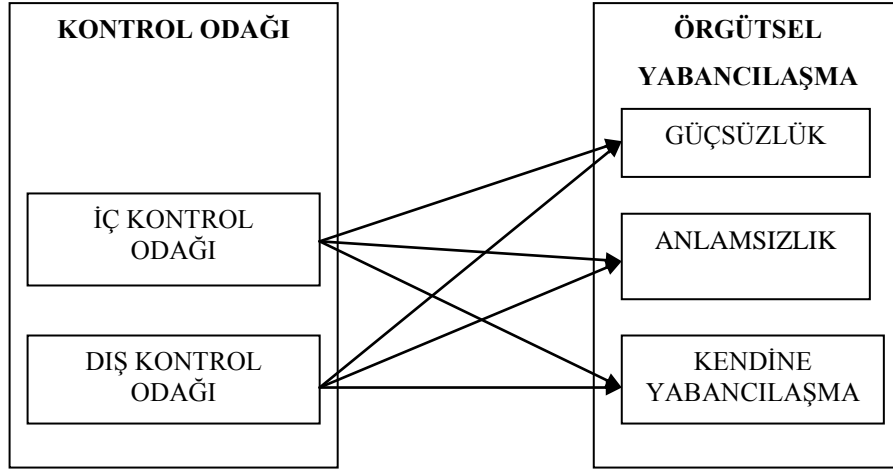 KONTROL ODAĞI
İÇ KONTROL
ODAĞI
DIŞ KONTROL
ODAĞI
ÖRGÜTSEL
YABANCILAŞMA
GÜÇSÜZLÜK
ANLAMSIZLIK
KENDİNE
YABANCILAŞMA